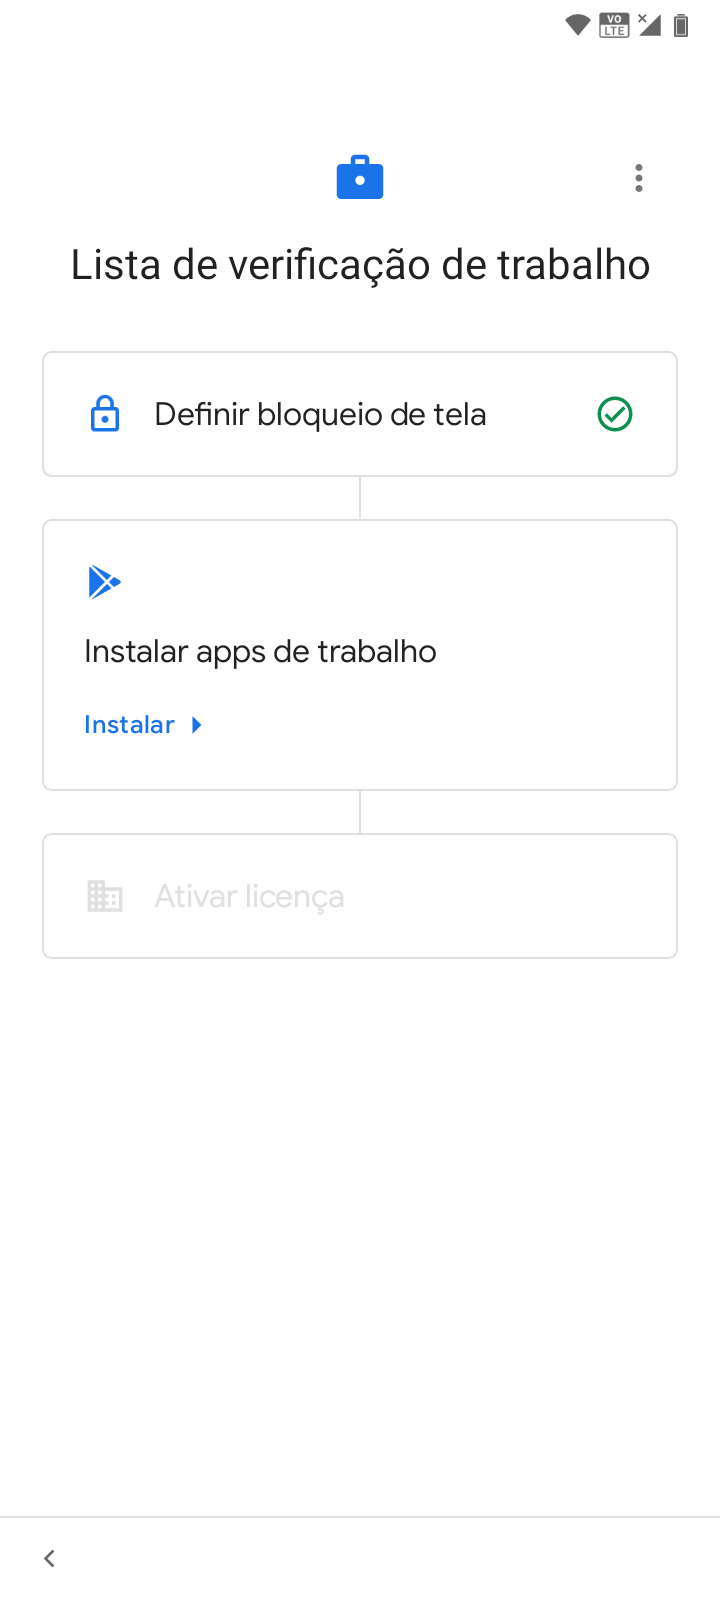 VO
LTE
Lista de verificação de trabalho
Definir bloqueio de tela
Instalar apps de trabalho
Instalar
Ativar licença